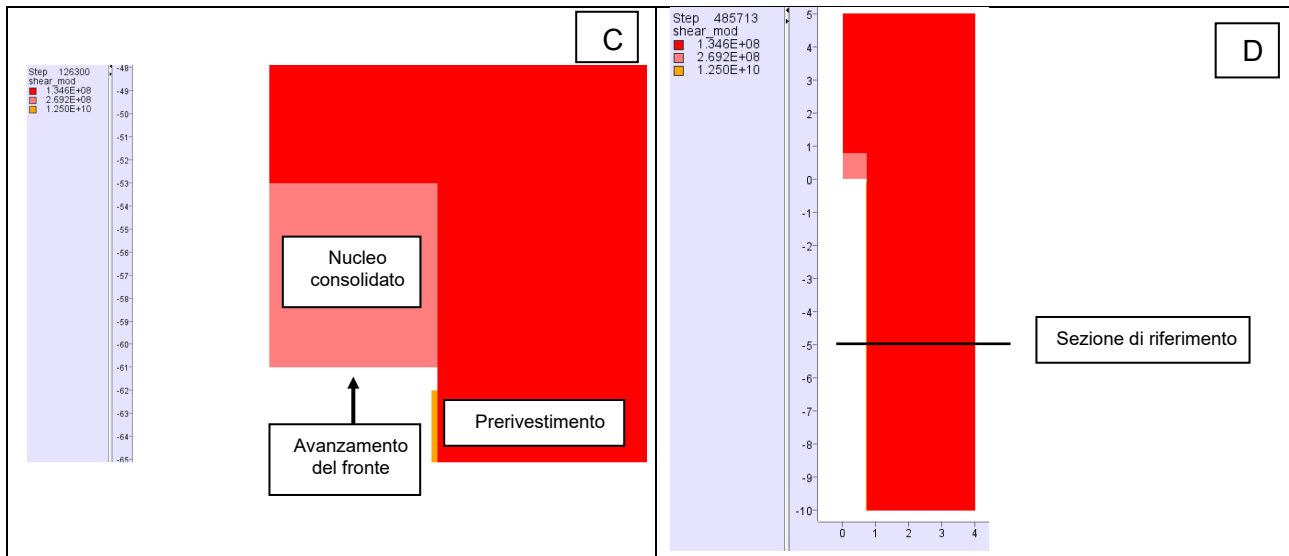 C
Step 126300
shear_mod
1.346E+08
2.692E+08
1.250E+10
-48
-49
-50
-51
-52
-53
-54
-55
-56
-57
-58
-59
-60
-61
-62
-63
-64
-65
Nucleo
consolidato
Prerivestimento
Avanzamento
del fronte
D
Step 485713
shear_mod
1.346E+08
2.692E+08
1.250E+10
5
4
3
2
1
0
-1
-2
-3
-4
-5
-6
-7
-8
-9
-10
0 1 2 3 4
Sezione di riferimento